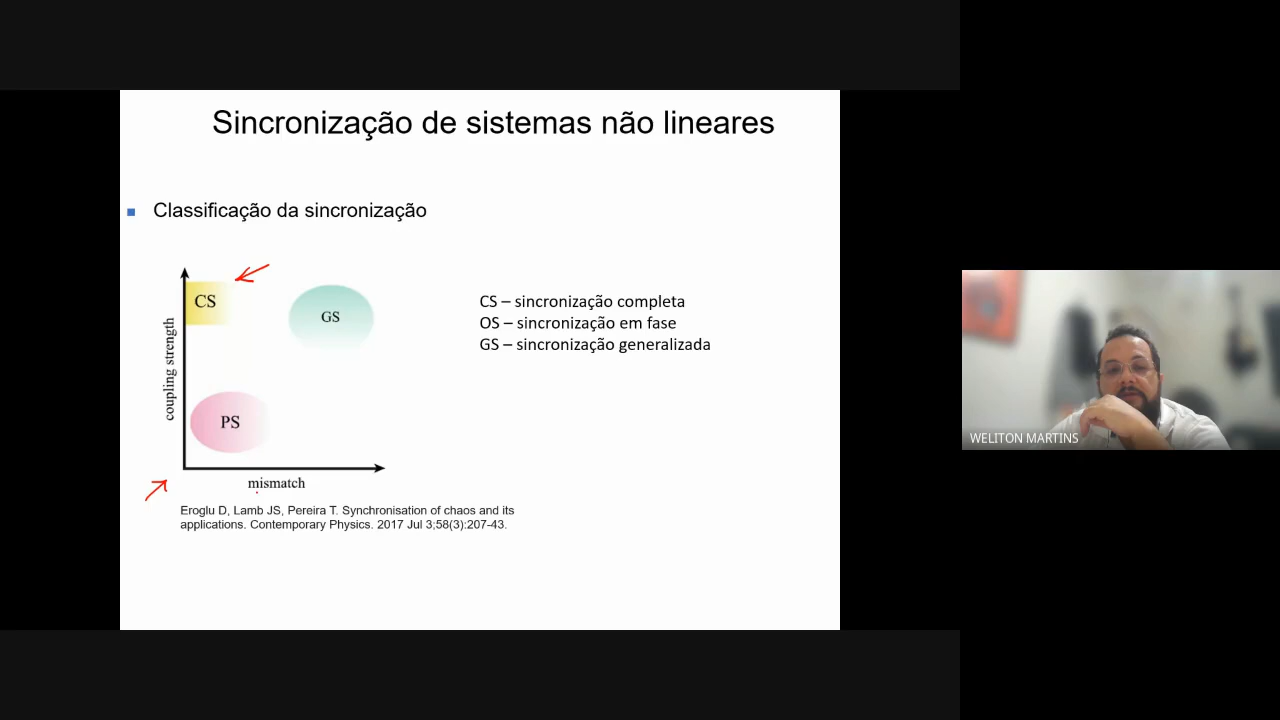 Sincronização de sistemas não lineares
Classificação da sincronização
CS
GS
PS
coupling strength
mismatch
CS – sincronização completa
OS – sincronização em fase
GS – sincronização generalizada
Eroglu D, Lamb JS, Pereira T. Synchronisation of chaos and its
applications. Contemporary Physics. 2017 Jul 3;58(3):207-43.
WELITON MARTINS